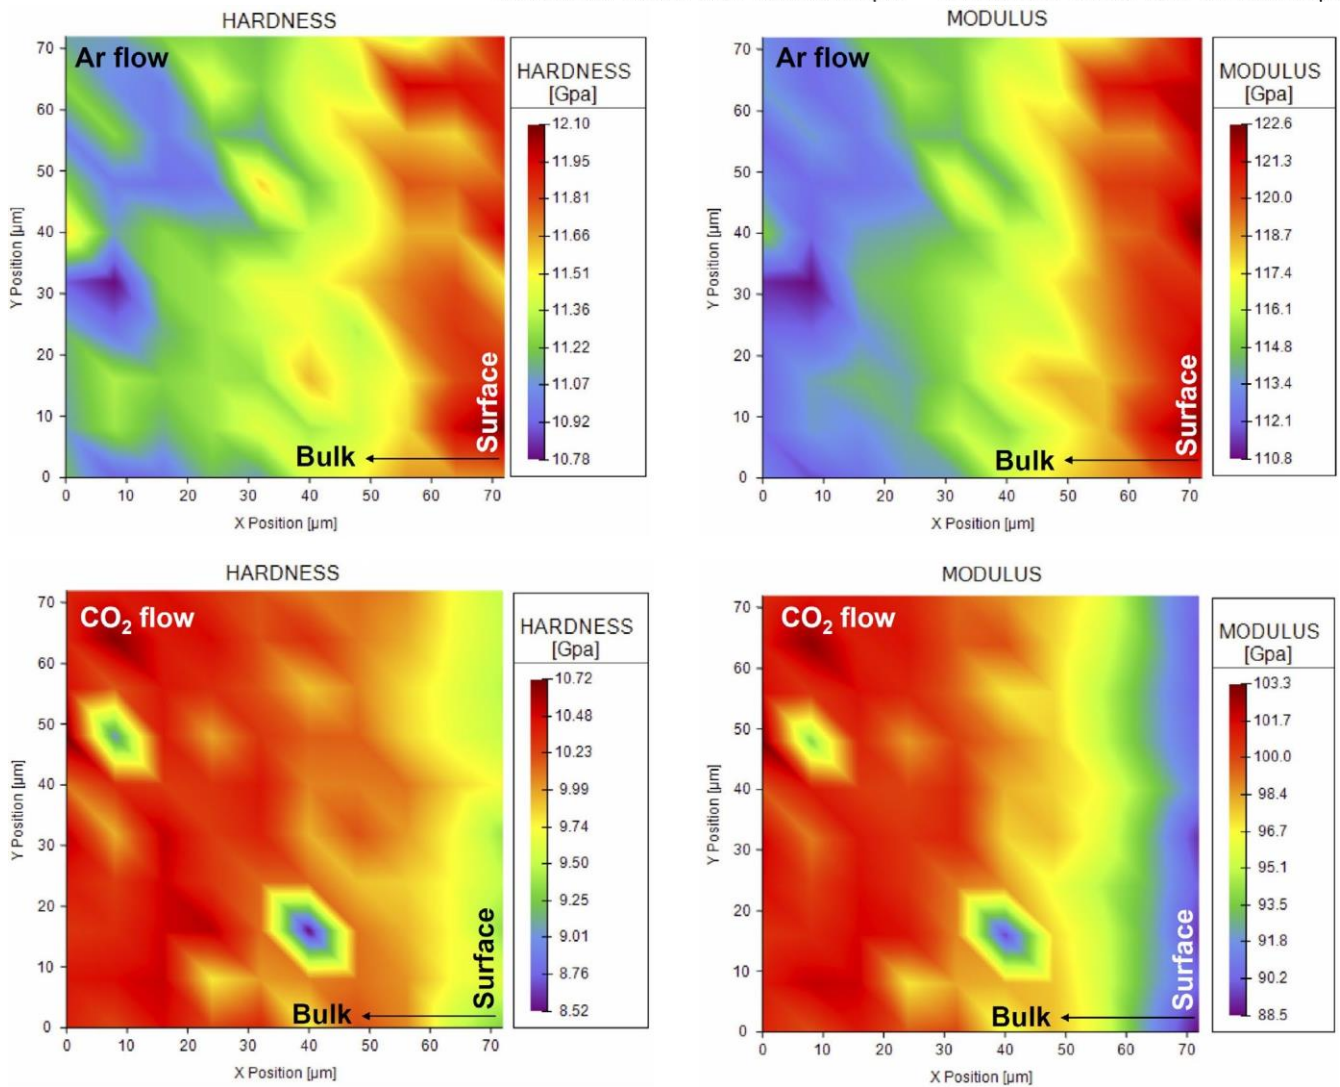 HARDNESS
Ar flow
70
60
50
40
30
20
10
0
Y Position [µm]
0 10 20 30 40 50 60 70
X Position [µm]
Bulk
Surface
HARDNESS
[Gpa]
12.10
11.95
11.81
11.66
11.51
11.36
11.22
11.07
10.92
10.78
MODULUS
Ar flow
70
60
50
40
30
20
10
0
Y Position [µm]
0 10 20 30 40 50 60 70
X Position [µm]
Bulk
Surface
MODULUS
[Gpa]
122.6
121.3
120.0
118.7
117.4
116.1
114.8
113.4
112.1
110.8
HARDNESS
CO₂ flow
70
60
50
40
30
20
10
0
Y Position [µm]
0 10 20 30 40 50 60 70
X Position [µm]
Bulk
Surface
HARDNESS
[Gpa]
10.72
10.48
10.23
9.99
9.74
9.50
9.25
9.01
8.76
8.52
MODULUS
CO₂ flow
70
60
50
40
30
20
10
0
Y Position [µm]
0 10 20 30 40 50 60 70
X Position [µm]
Bulk
Surface
MODULUS
[Gpa]
103.3
101.7
100.0
98.4
96.7
95.1
93.5
91.8
90.2
88.5